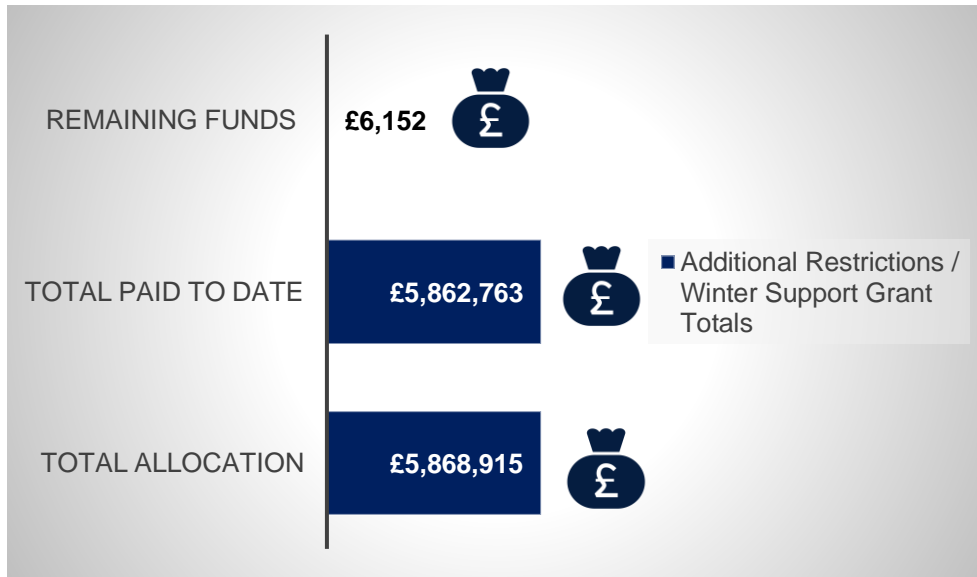 REMAINING FUNDS
£6,152
£
TOTAL PAID TO DATE
£5,862,763
£
Additional Restrictions /
Winter Support Grant
Totals
TOTAL ALLOCATION
£5,868,915
£